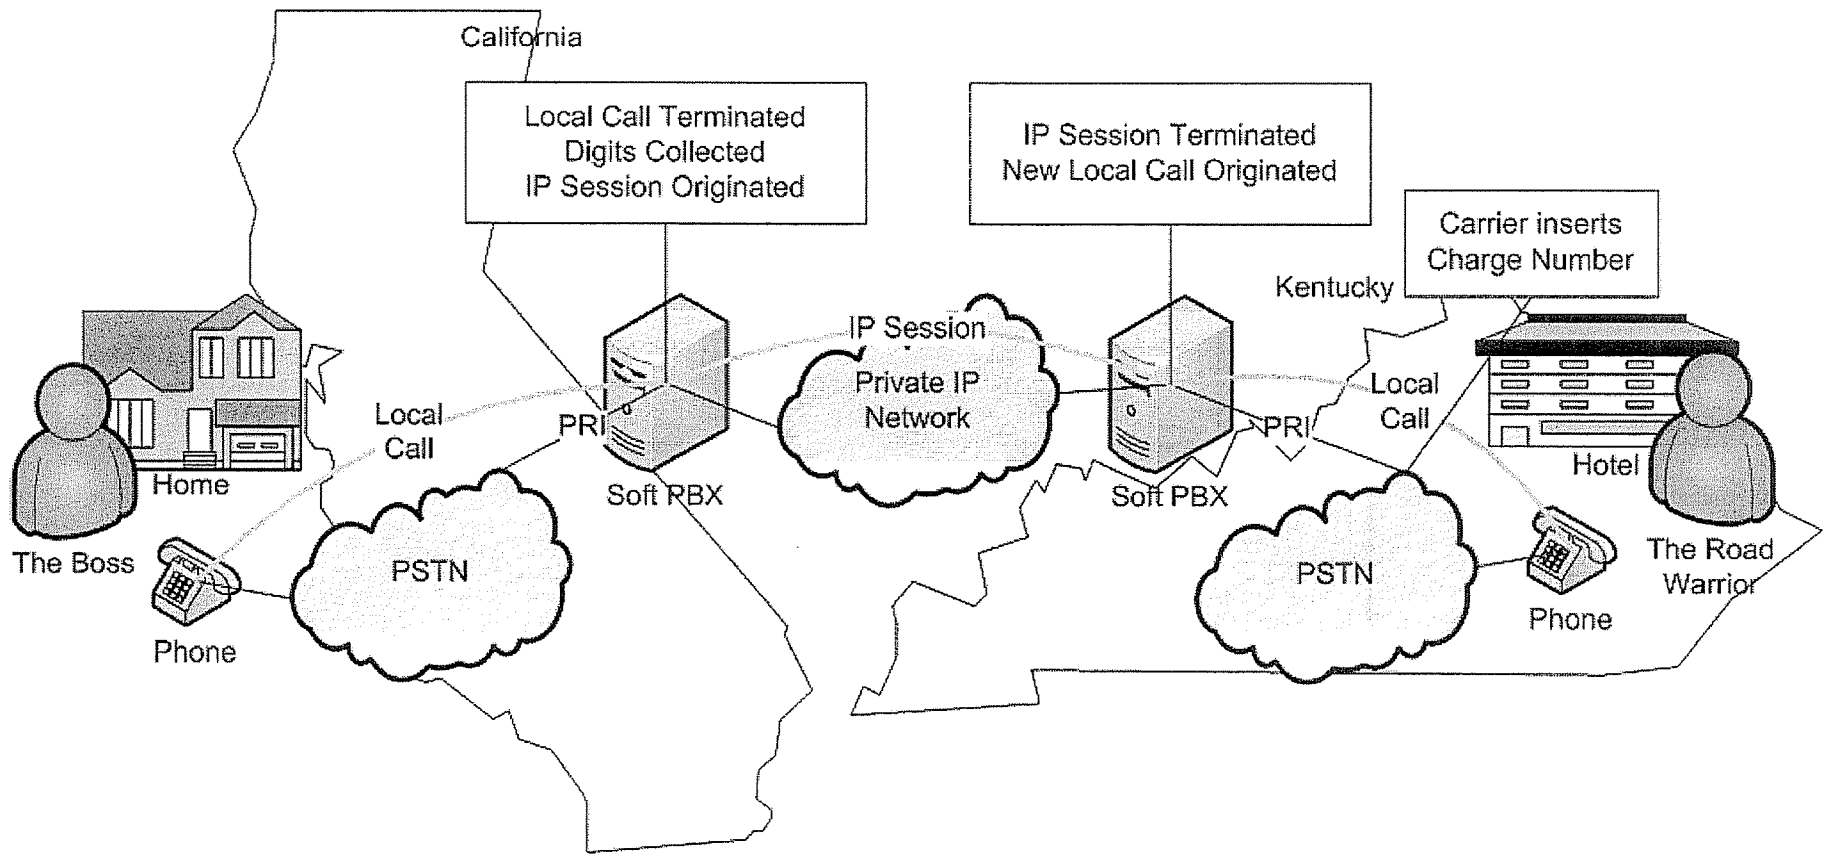 California
Local Call Terminated
Digits Collected
IP Session Originated
IP Session Terminated
New Local Call Originated
Carrier inserts
Charge Number
Kentucky
IP Session
Private IP
Network
Local
Call
PRI
Local
Call
PRI
Home
Soft PBX
Soft PBX
Hotel
The Boss
PSTN
PSTN
The Road
Warrior
Phone
Phone